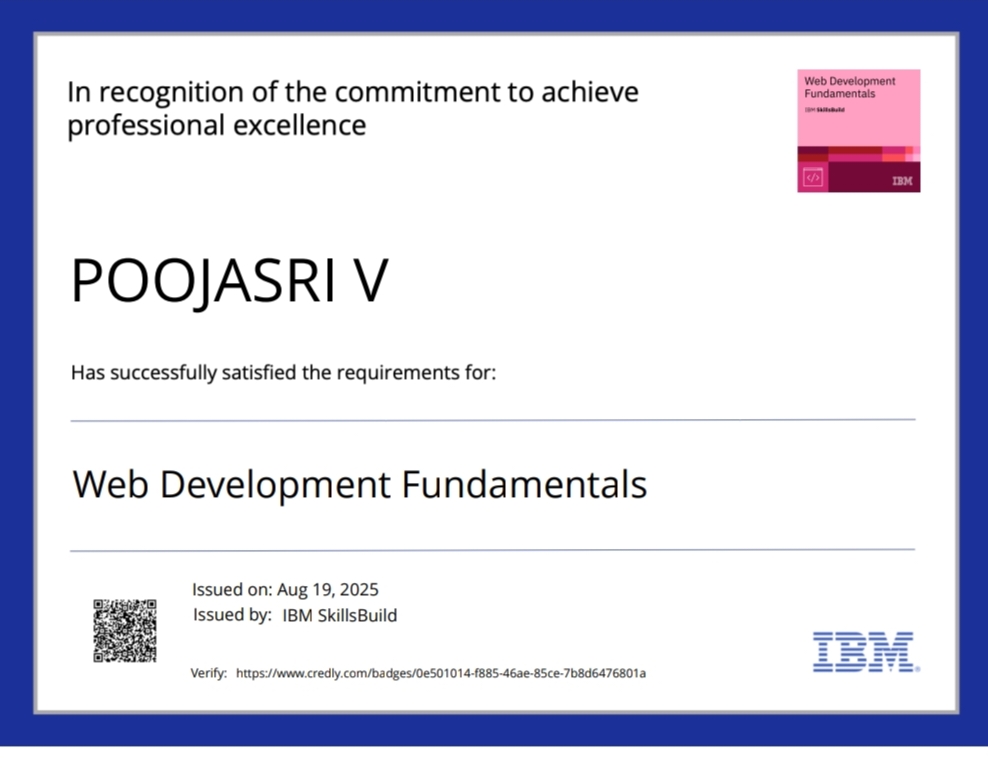 In recognition of the commitment to achieve
professional excellence
Web Development
Fundamentals
IBM SkillsBuild
</>
IBM
POOJASRI V
Has successfully satisfied the requirements for:
Web Development Fundamentals
Issued on: Aug 19, 2025
Issued by: IBM SkillsBuild
Verify: https://www.credly.com/badges/0e501014-f885-46ae-85ce-7b8d6476801a
IBM®